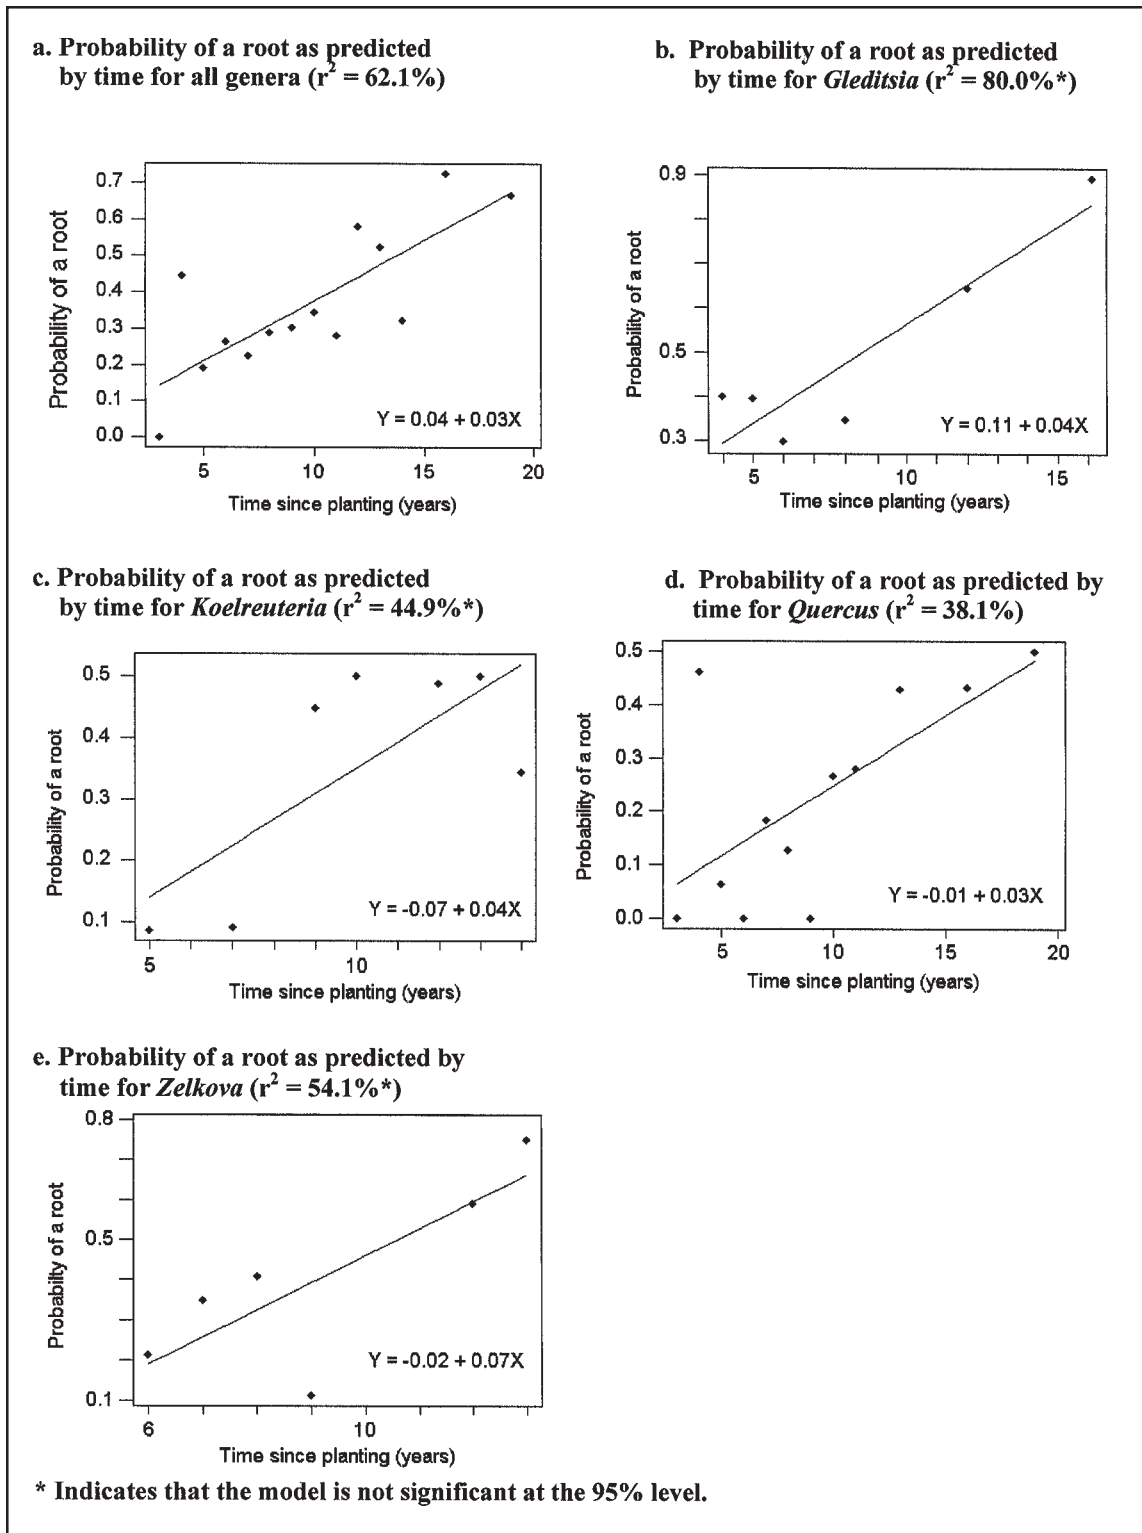 a. Probability of a root as predicted
by time for all genera (r² = 62.1%)
Probability of a root
0.7
0.6
0.5
0.4
0.3
0.2
0.1
0.0
Y = 0.04 + 0.03X
5 10 15 20
Time since planting (years)
b. Probability of a root as predicted
by time for Gleditsia (r² = 80.0%*)
Probability of a root
0.9
0.5
0.3
Y = 0.11 + 0.04X
5 10 15
Time since planting (years)
c. Probability of a root as predicted
by time for Koelreuteria (r² = 44.9%*)
Probability of a root
0.5
0.4
0.3
0.2
0.1
Y = -0.07 + 0.04X
5 10
Time since planting (years)
d. Probability of a root as predicted by
time for Quercus (r² = 38.1%)
Probability of a root
0.5
0.4
0.3
0.2
0.1
0.0
Y = -0.01 + 0.03X
5 10 15 20
Time since planting (years)
e. Probability of a root as predicted by
time for Zelkova (r² = 54.1%*)
Probabilty of a root
0.8
0.5
0.1
Y = -0.02 + 0.07X
6 10
Time since planting (years)
* Indicates that the model is not significant at the 95% level.